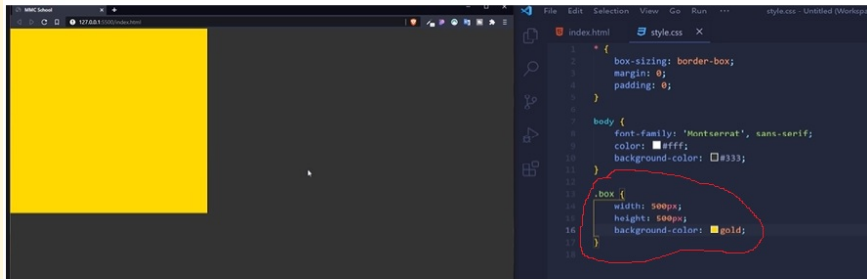 MMC School
127.0.0.1:5500/index.html
File Edit Selection View Go Run ··· style.css - Untitled (Workspa
index.html style.css
1 * {
2 box-sizing: border-box;
3 margin: 0;
4 padding: 0;
5 }
6
7 body {
8 font-family: 'Montserrat', sans-serif;
9 color: #fff;
10 background-color: #333;
11 }
12
13 .box {
14 width: 500px;
15 height: 500px;
16 background-color: gold;
17 }
18